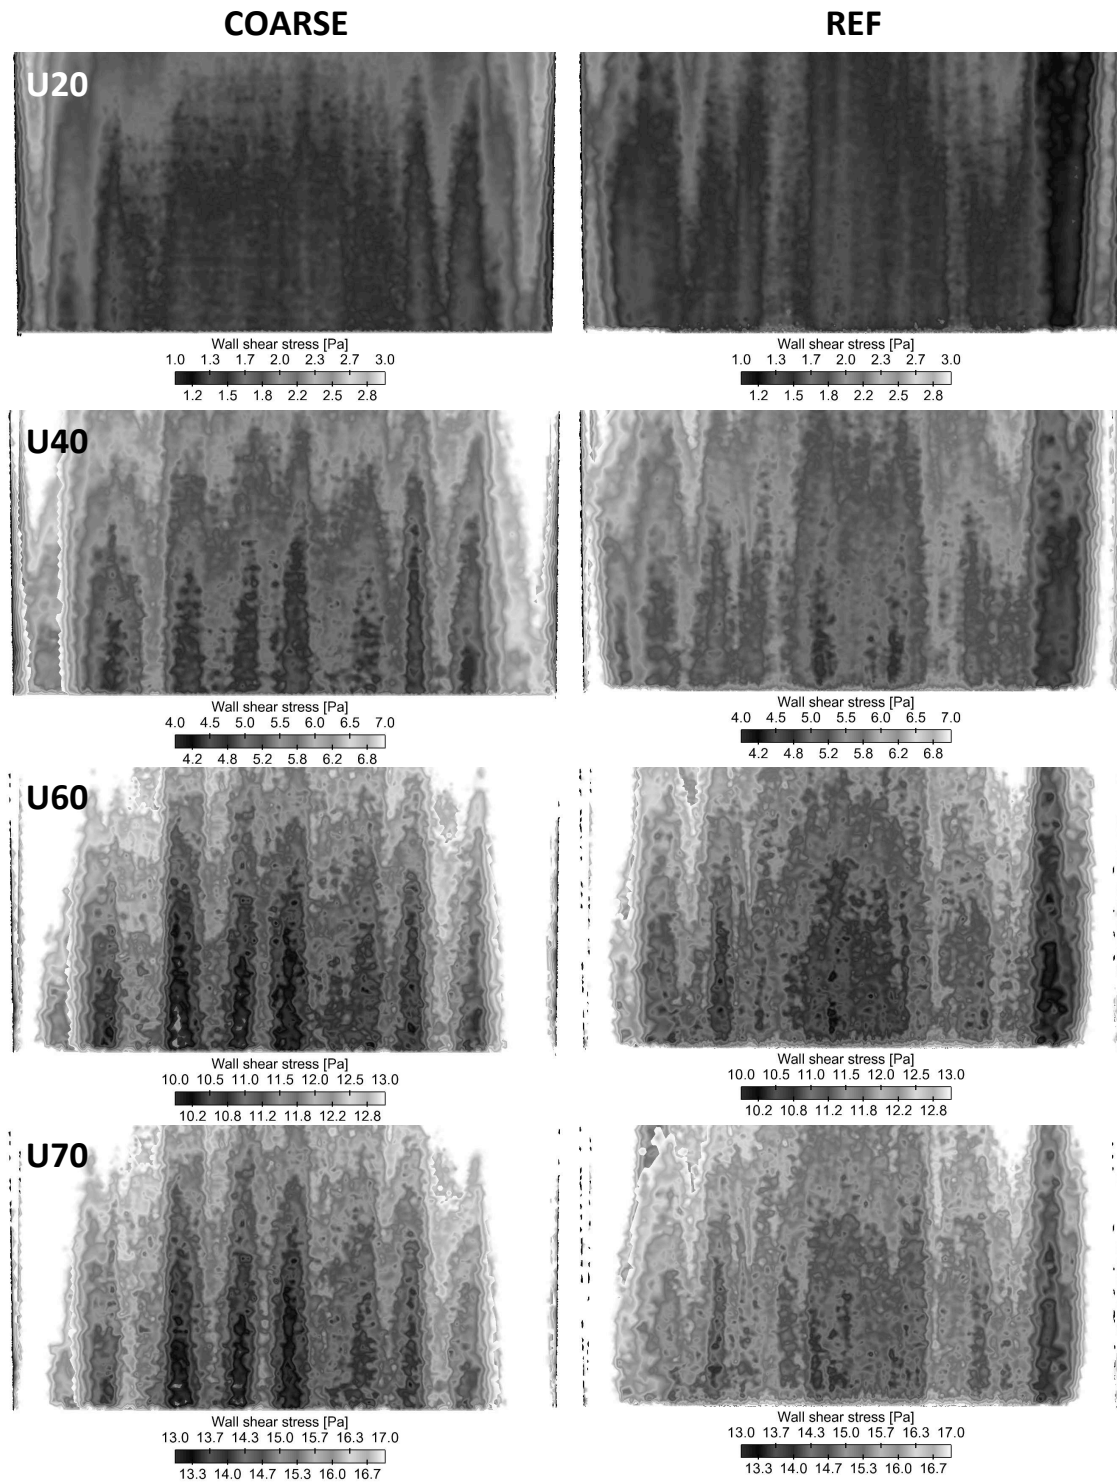 COARSE REF
U20
Wall shear stress [Pa] Wall shear stress [Pa]
1.0 1.3 1.7 2.0 2.3 2.7 3.0 1.0 1.3 1.7 2.0 2.3 2.7 3.0
1.2 1.5 1.8 2.2 2.5 2.8 1.2 1.5 1.8 2.2 2.5 2.8
U40
Wall shear stress [Pa] Wall shear stress [Pa]
4.0 4.5 5.0 5.5 6.0 6.5 7.0 4.0 4.5 5.0 5.5 6.0 6.5 7.0
4.2 4.8 5.2 5.8 6.2 6.8 4.2 4.8 5.2 5.8 6.2 6.8
U60
Wall shear stress [Pa] Wall shear stress [Pa]
10.0 10.5 11.0 11.5 12.0 12.5 13.0 10.0 10.5 11.0 11.5 12.0 12.5 13.0
10.2 10.8 11.2 11.8 12.2 12.8 10.2 10.8 11.2 11.8 12.2 12.8
U70
Wall shear stress [Pa] Wall shear stress [Pa]
13.0 13.7 14.3 15.0 15.7 16.3 17.0 13.0 13.7 14.3 15.0 15.7 16.3 17.0
13.3 14.0 14.7 15.3 16.0 16.7 13.3 14.0 14.7 15.3 16.0 16.7